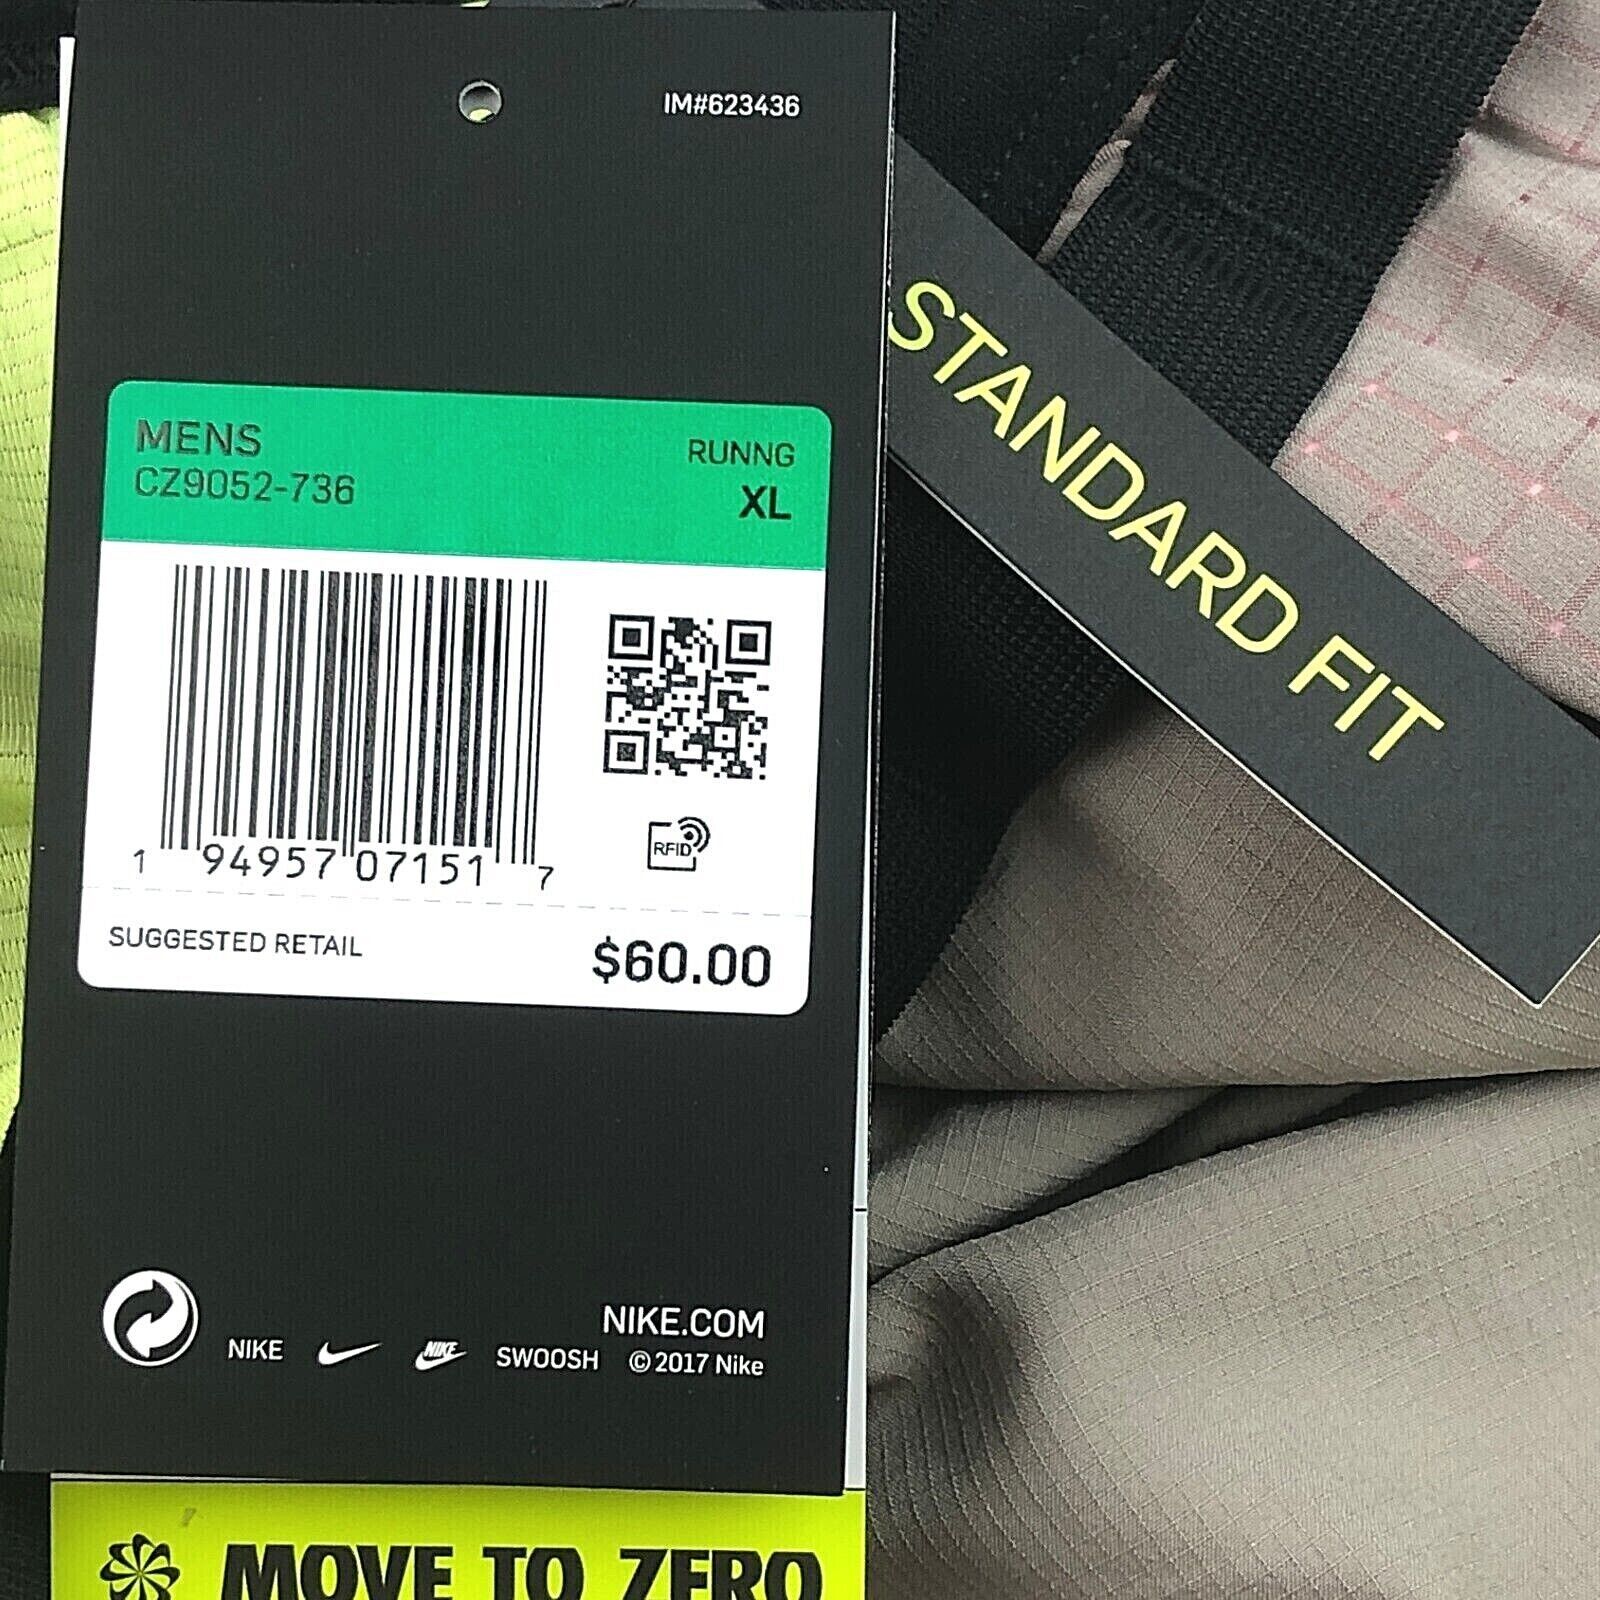 IM#623436
MENS
RUNNG
CZ9052-736
XL
RFID
1 94957 07151 7
SUGGESTED RETAIL
$60.00
NIKE.COM
NIKE NIKE SWOOSH © 2017 Nike
STANDARD FIT
MOVE TO ZERO